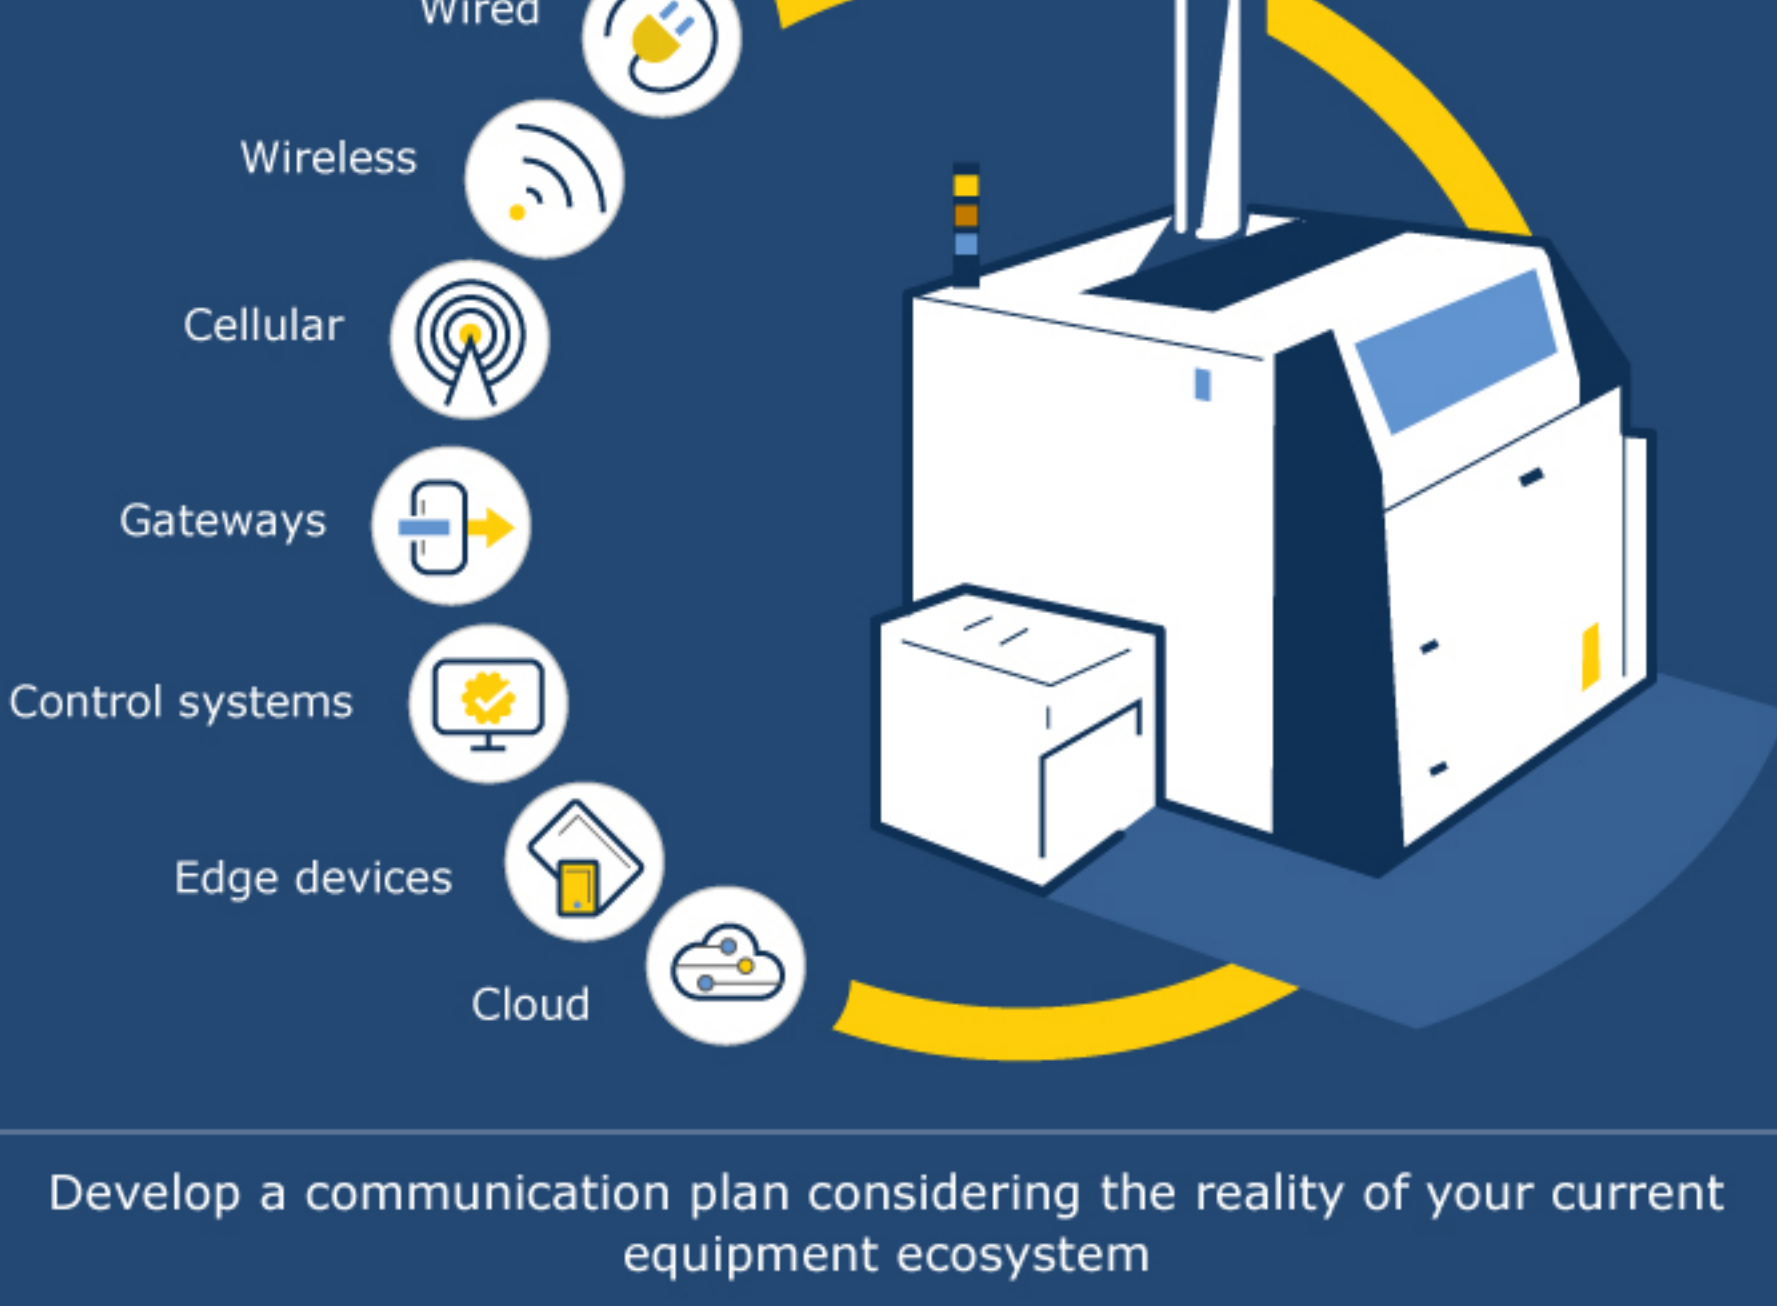 Wired
Wireless
Cellular
Gateways
Control systems
Edge devices
Cloud
Develop a communication plan considering the reality of your current
equipment ecosystem